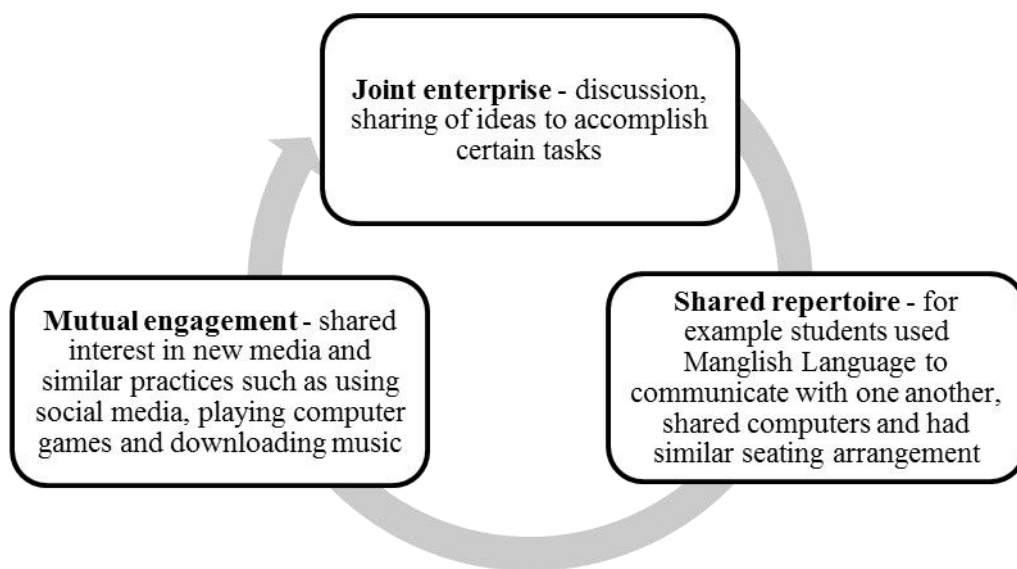 Joint enterprise - discussion,
sharing of ideas to accomplish
certain tasks
Shared repertoire - for
example students used
Manglish Language to
communicate with one another,
shared computers and had
similar seating arrangement
Mutual engagement - shared
interest in new media and
similar practices such as using
social media, playing computer
games and downloading music